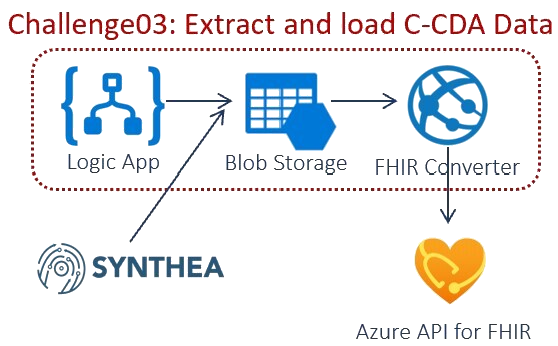 Challenge03: Extract and load C-CDA Data
Logic App
Blob Storage
FHIR Converter
SYNTHEA
Azure API for FHIR